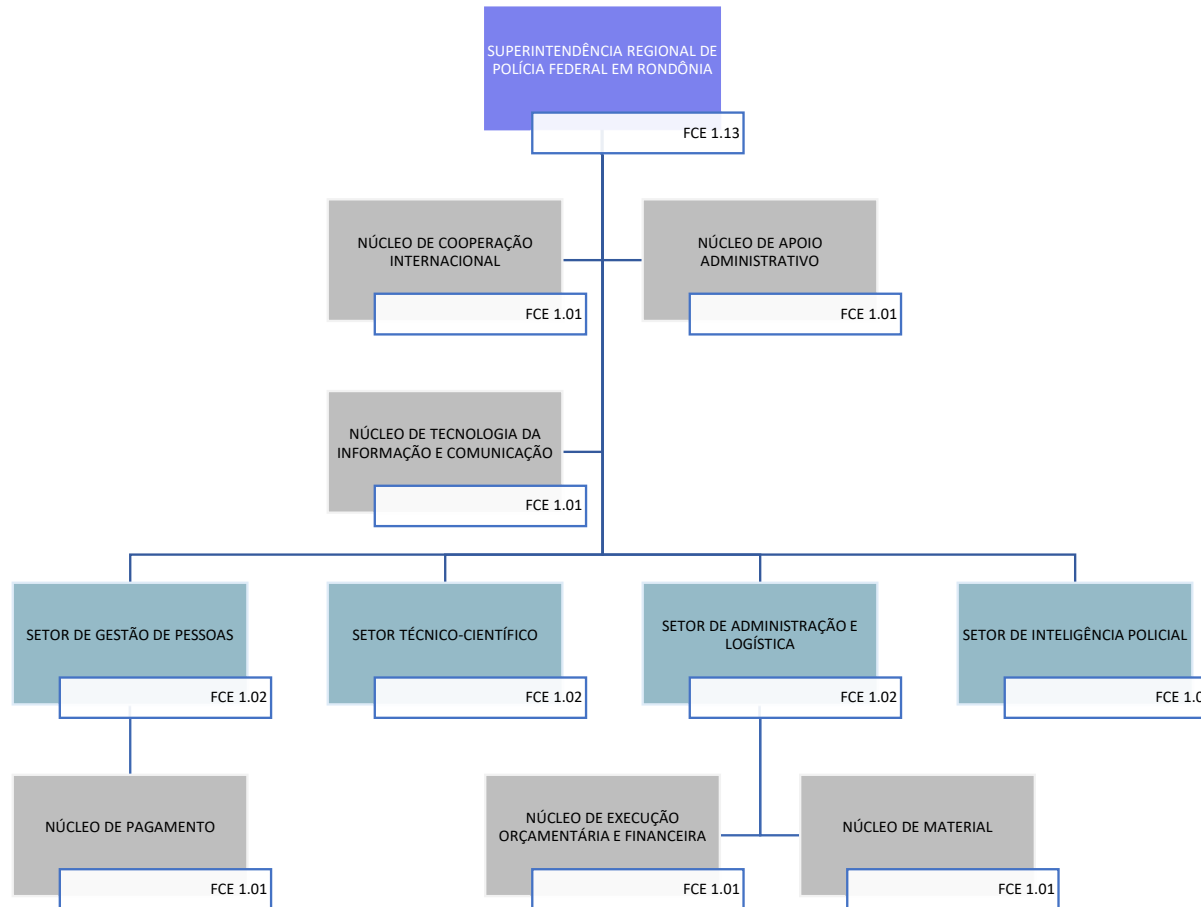 SUPERINTENDÊNCIA REGIONAL DE
POLÍCIA FEDERAL EM RONDÔNIA
FCE 1.13
NÚCLEO DE COOPERAÇÃO
INTERNACIONAL
FCE 1.01
NÚCLEO DE APOIO
ADMINISTRATIVO
FCE 1.01
NÚCLEO DE TECNOLOGIA DA
INFORMAÇÃO E COMUNICAÇÃO
FCE 1.01
SETOR DE GESTÃO DE PESSOAS
FCE 1.02
SETOR TÉCNICO-CIENTÍFICO
FCE 1.02
SETOR DE ADMINISTRAÇÃO E
LOGÍSTICA
FCE 1.02
SETOR DE INTELIGÊNCIA POLICIAL
FCE
NÚCLEO DE PAGAMENTO
FCE 1.01
NÚCLEO DE EXECUÇÃO
ORÇAMENTÁRIA E FINANCEIRA
FCE 1.01
NÚCLEO DE MATERIAL
FCE 1.01